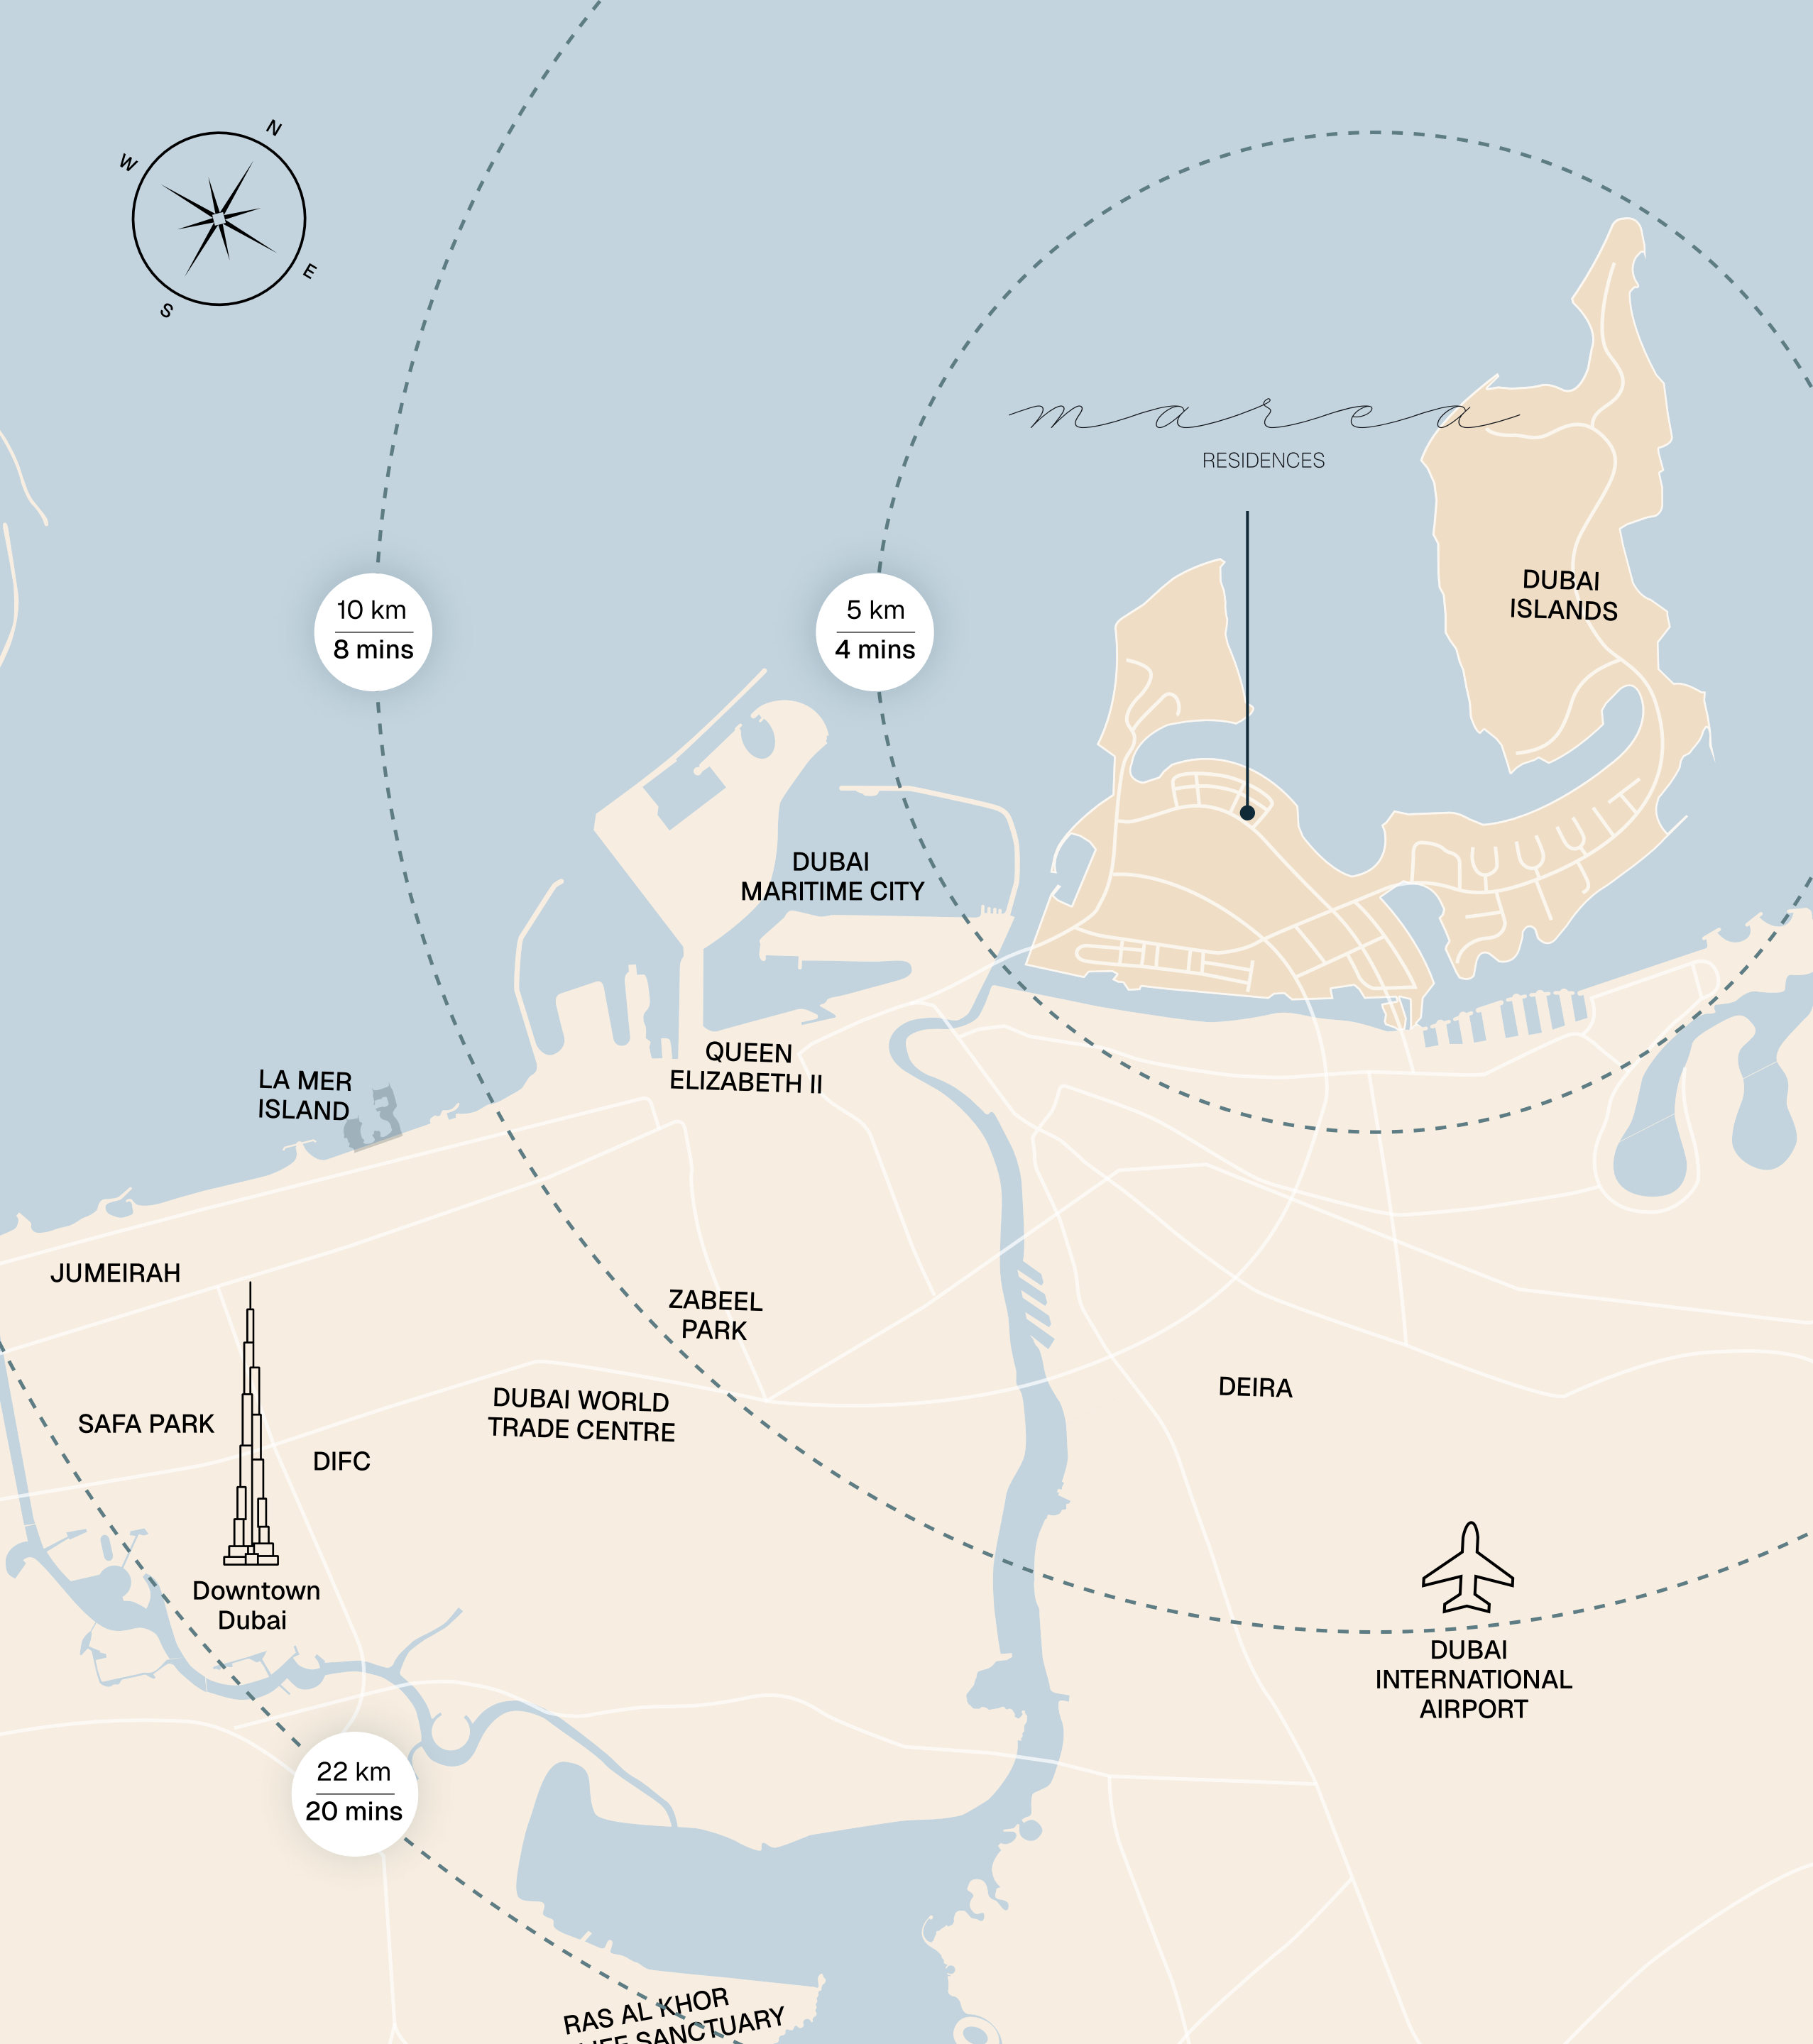 N
W
E
S
marea
RESIDENCES
10 km
8 mins
5 km
4 mins
DUBAI
ISLANDS
DUBAI
MARITIME CITY
QUEEN
ELIZABETH II
LA MER
ISLAND
JUMEIRAH
ZABEEL
PARK
DUBAI WORLD
TRADE CENTRE
DEIRA
SAFA PARK
DIFC
Downtown
Dubai
DUBAI
INTERNATIONAL
AIRPORT
22 km
20 mins
RAS AL KHOR
SANCTUARY